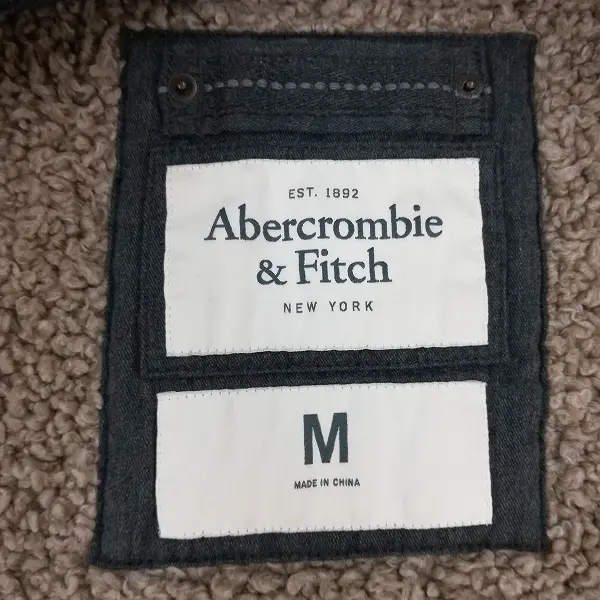 EST. 1892
Abercrombie
& Fitch
NEW YORK
M
MADE IN CHINA